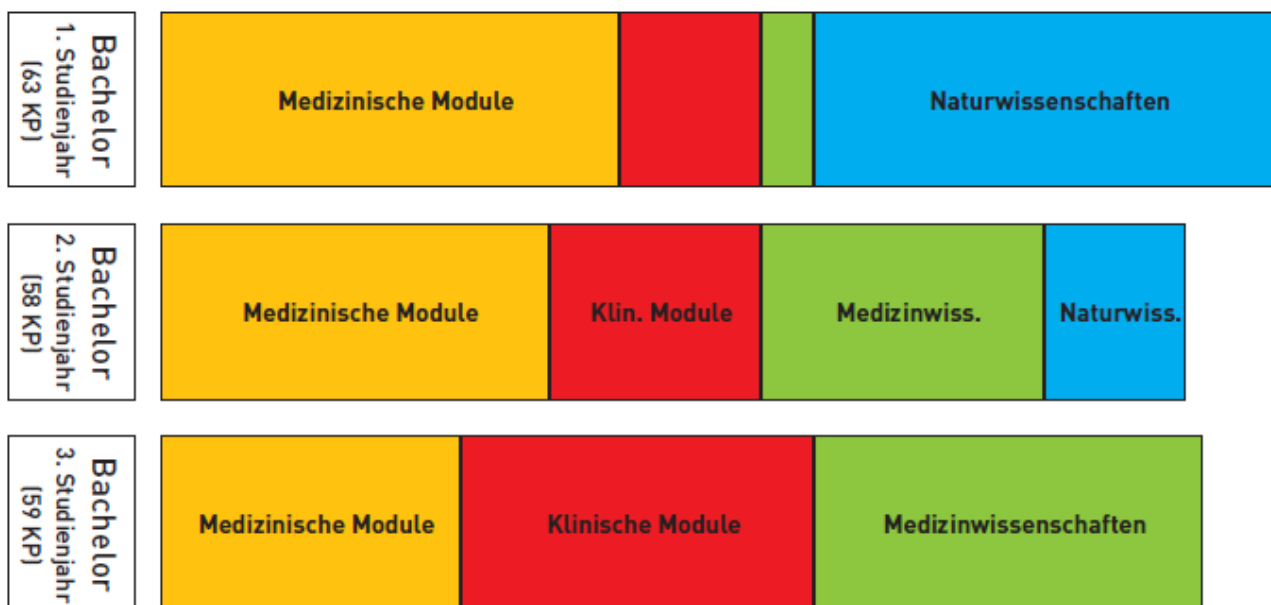 Bachelor
1. Studienjahr
(63 KP)
Medizinische Module
Naturwissenschaften
Bachelor
2. Studienjahr
(58 KP)
Medizinische Module
Klin. Module
Medizinwiss.
Naturwiss.
Bachelor
3. Studienjahr
(59 KP)
Medizinische Module
Klinische Module
Medizinwissenschaften